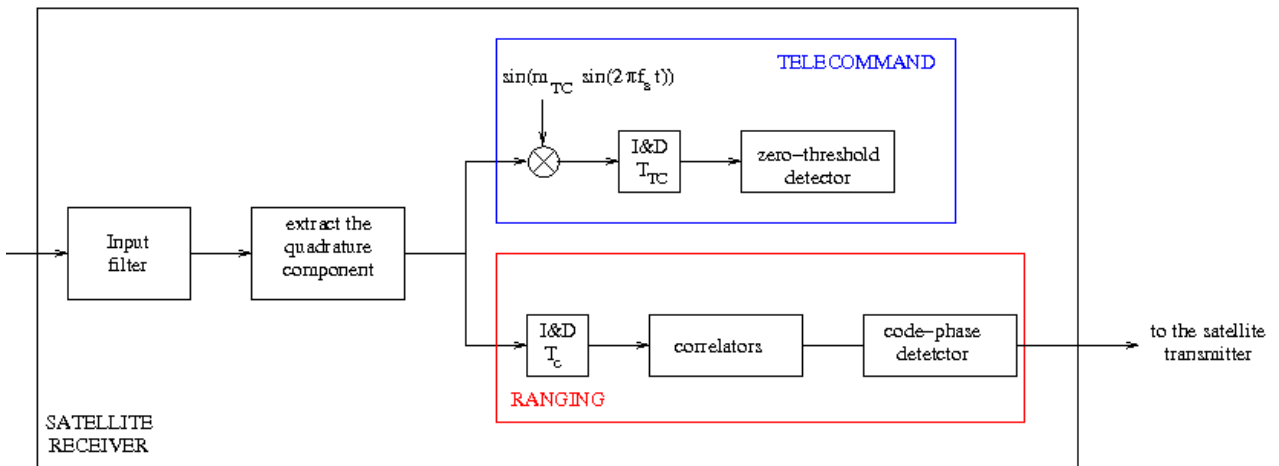 TELECOMMAND
sin(m_TC sin(2πf_s t))
I&D
T_TC
zero-threshold
detector
Input
filter
extract the
quadrature
component
I&D
T_c
correlators
code-phase
detetctor
to the satellite
transmitter
RANGING
SATELLITE
RECEIVER